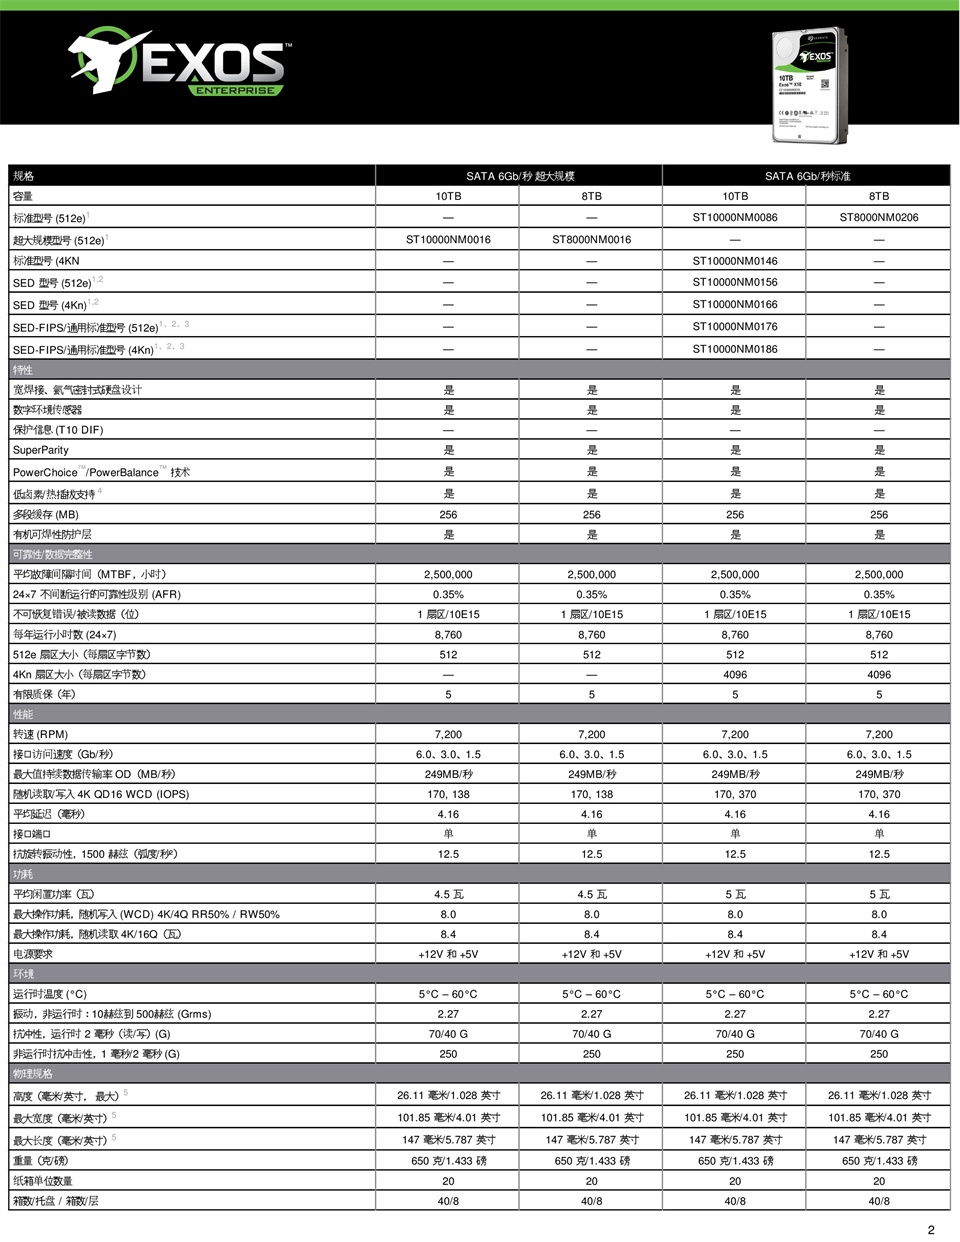 EXOS™
ENTERPRISE
SEAGATE
EXOS
ENTERPRISE
10TB
Exos™ X10
规格 SATA 6Gb/秒 超大规模 SATA 6Gb/秒标准
容量 10TB 8TB 10TB 8TB
标准型号 (512e)1 — — ST10000NM0086 ST8000NM0206
超大规模型号 (512e)1 ST10000NM0016 ST8000NM0016 — —
标准型号 (4KN — — ST10000NM0146 —
SED 型号 (512e)1,2 — — ST10000NM0156 —
SED 型号 (4Kn)1,2 — — ST10000NM0166 —
SED-FIPS/通用标准型号 (512e)1、2、3 — — ST10000NM0176 —
SED-FIPS/通用标准型号 (4Kn)1、2、3 — — ST10000NM0186 —
特性
宽焊接、氦气密封式硬盘设计 是 是 是 是
数字环境传感器 是 是 是 是
保护信息 (T10 DIF) — — — —
SuperParity 是 是 是 是
PowerChoice™/PowerBalance™ 技术 是 是 是 是
低卤素/热插拔支持 4 是 是 是 是
多段缓存 (MB) 256 256 256 256
有机可焊性防护层 是 是 是 是
可靠性/数据完整性
平均故障间隔时间（MTBF，小时） 2,500,000 2,500,000 2,500,000 2,500,000
24×7 不间断运行的可靠性级别 (AFR) 0.35% 0.35% 0.35% 0.35%
不可恢复错误/被读数据（位） 1 扇区/10E15 1 扇区/10E15 1 扇区/10E15 1 扇区/10E15
每年运行小时数 (24×7) 8,760 8,760 8,760 8,760
512e 扇区大小（每扇区字节数） 512 512 512 512
4Kn 扇区大小（每扇区字节数） — — 4096 4096
有限质保（年） 5 5 5 5
性能
转速 (RPM) 7,200 7,200 7,200 7,200
接口访问速度（Gb/秒） 6.0、3.0、1.5 6.0、3.0、1.5 6.0、3.0、1.5 6.0、3.0、1.5
最大值持续数据传输率 OD（MB/秒） 249MB/秒 249MB/秒 249MB/秒 249MB/秒
随机读取/写入 4K QD16 WCD (IOPS) 170, 138 170, 138 170, 370 170, 370
平均延迟（毫秒） 4.16 4.16 4.16 4.16
接口端口 单 单 单 单
抗旋转振动性，1500 赫兹（弧度/秒²） 12.5 12.5 12.5 12.5
功耗
平均闲置功率（瓦） 4.5 瓦 4.5 瓦 5 瓦 5 瓦
最大操作功耗，随机写入 (WCD) 4K/4Q RR50% / RW50% 8.0 8.0 8.0 8.0
最大操作功耗，随机读取 4K/16Q（瓦） 8.4 8.4 8.4 8.4
电源要求 +12V 和 +5V +12V 和 +5V +12V 和 +5V +12V 和 +5V
环境
运行时温度 (°C) 5°C – 60°C 5°C – 60°C 5°C – 60°C 5°C – 60°C
振动，非运行时：10赫兹到 500赫兹 (Grms) 2.27 2.27 2.27 2.27
抗冲性，运行时 2 毫秒（读/写）(G) 70/40 G 70/40 G 70/40 G 70/40 G
非运行时抗冲击性，1 毫秒/2 毫秒 (G) 250 250 250 250
物理规格
高度（毫米/英寸， 最大）5 26.11 毫米/1.028 英寸 26.11 毫米/1.028 英寸 26.11 毫米/1.028 英寸 26.11 毫米/1.028 英寸
最大宽度（毫米/英寸）5 101.85 毫米/4.01 英寸 101.85 毫米/4.01 英寸 101.85 毫米/4.01 英寸 101.85 毫米/4.01 英寸
最大长度（毫米/英寸）5 147 毫米/5.787 英寸 147 毫米/5.787 英寸 147 毫米/5.787 英寸 147 毫米/5.787 英寸
重量（克/磅） 650 克/1.433 磅 650 克/1.433 磅 650 克/1.433 磅 650 克/1.433 磅
纸箱单位数量 20 20 20 20
箱数/托盘 / 箱数/层 40/8 40/8 40/8 40/8
2